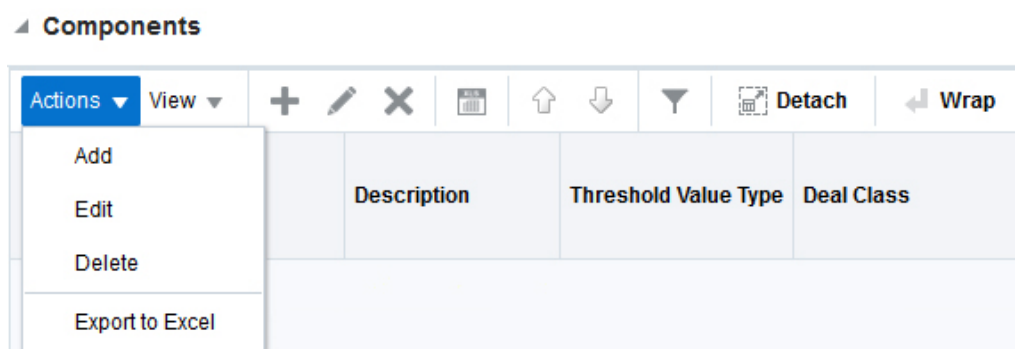 Components
Actions View Detach Wrap
Add
Edit
Delete
Export to Excel
Description Threshold Value Type Deal Class